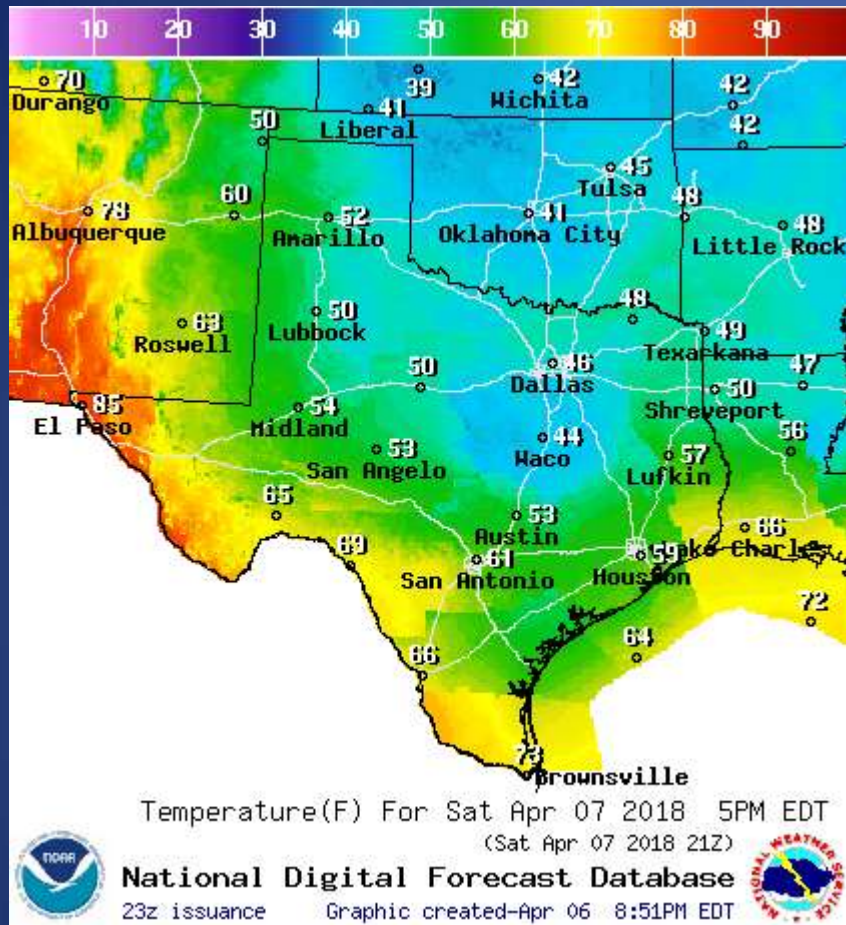 10 20 30 40 50 60 70 80 90
70 39 42 42
Durango Wichita
41
Liberal
50 42
45
Tulsa
78 60 52 41 48 48
Albuquerque Amarillo Oklahoma City Little Rock
63 50 48 49
Roswell Lubbock Texarkana
50 46 50 47
Dallas Shreveport
85 54
El Paso Midland
53 44 57 56
San Angelo Waco Lufkin
65 53 66
Austin
69 61 59 Lake Charles
San Antonio Houston
72
66 64
73
Brownsville
Temperature(F) For Sat Apr 07 2018 5PM EDT
(Sat Apr 07 2018 21Z)
NOAA
National Digital Forecast Database
23z issuance Graphic created-Apr 06 8:51PM EDT
NATIONAL WEATHER SERVICE